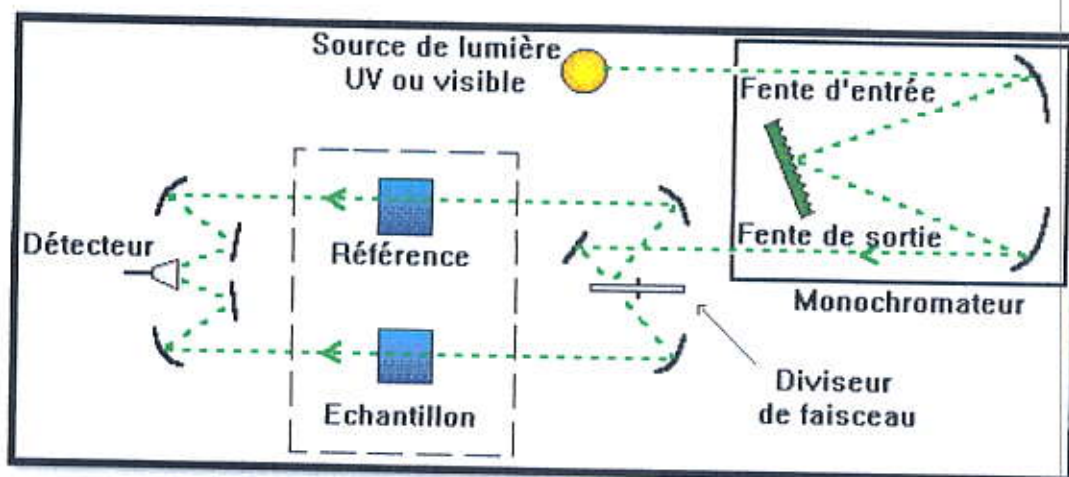 Source de lumière
UV ou visible
Fente d'entrée
Détecteur
Référence
Fente de sortie
Monochromateur
Echantillon
Diviseur
de faisceau